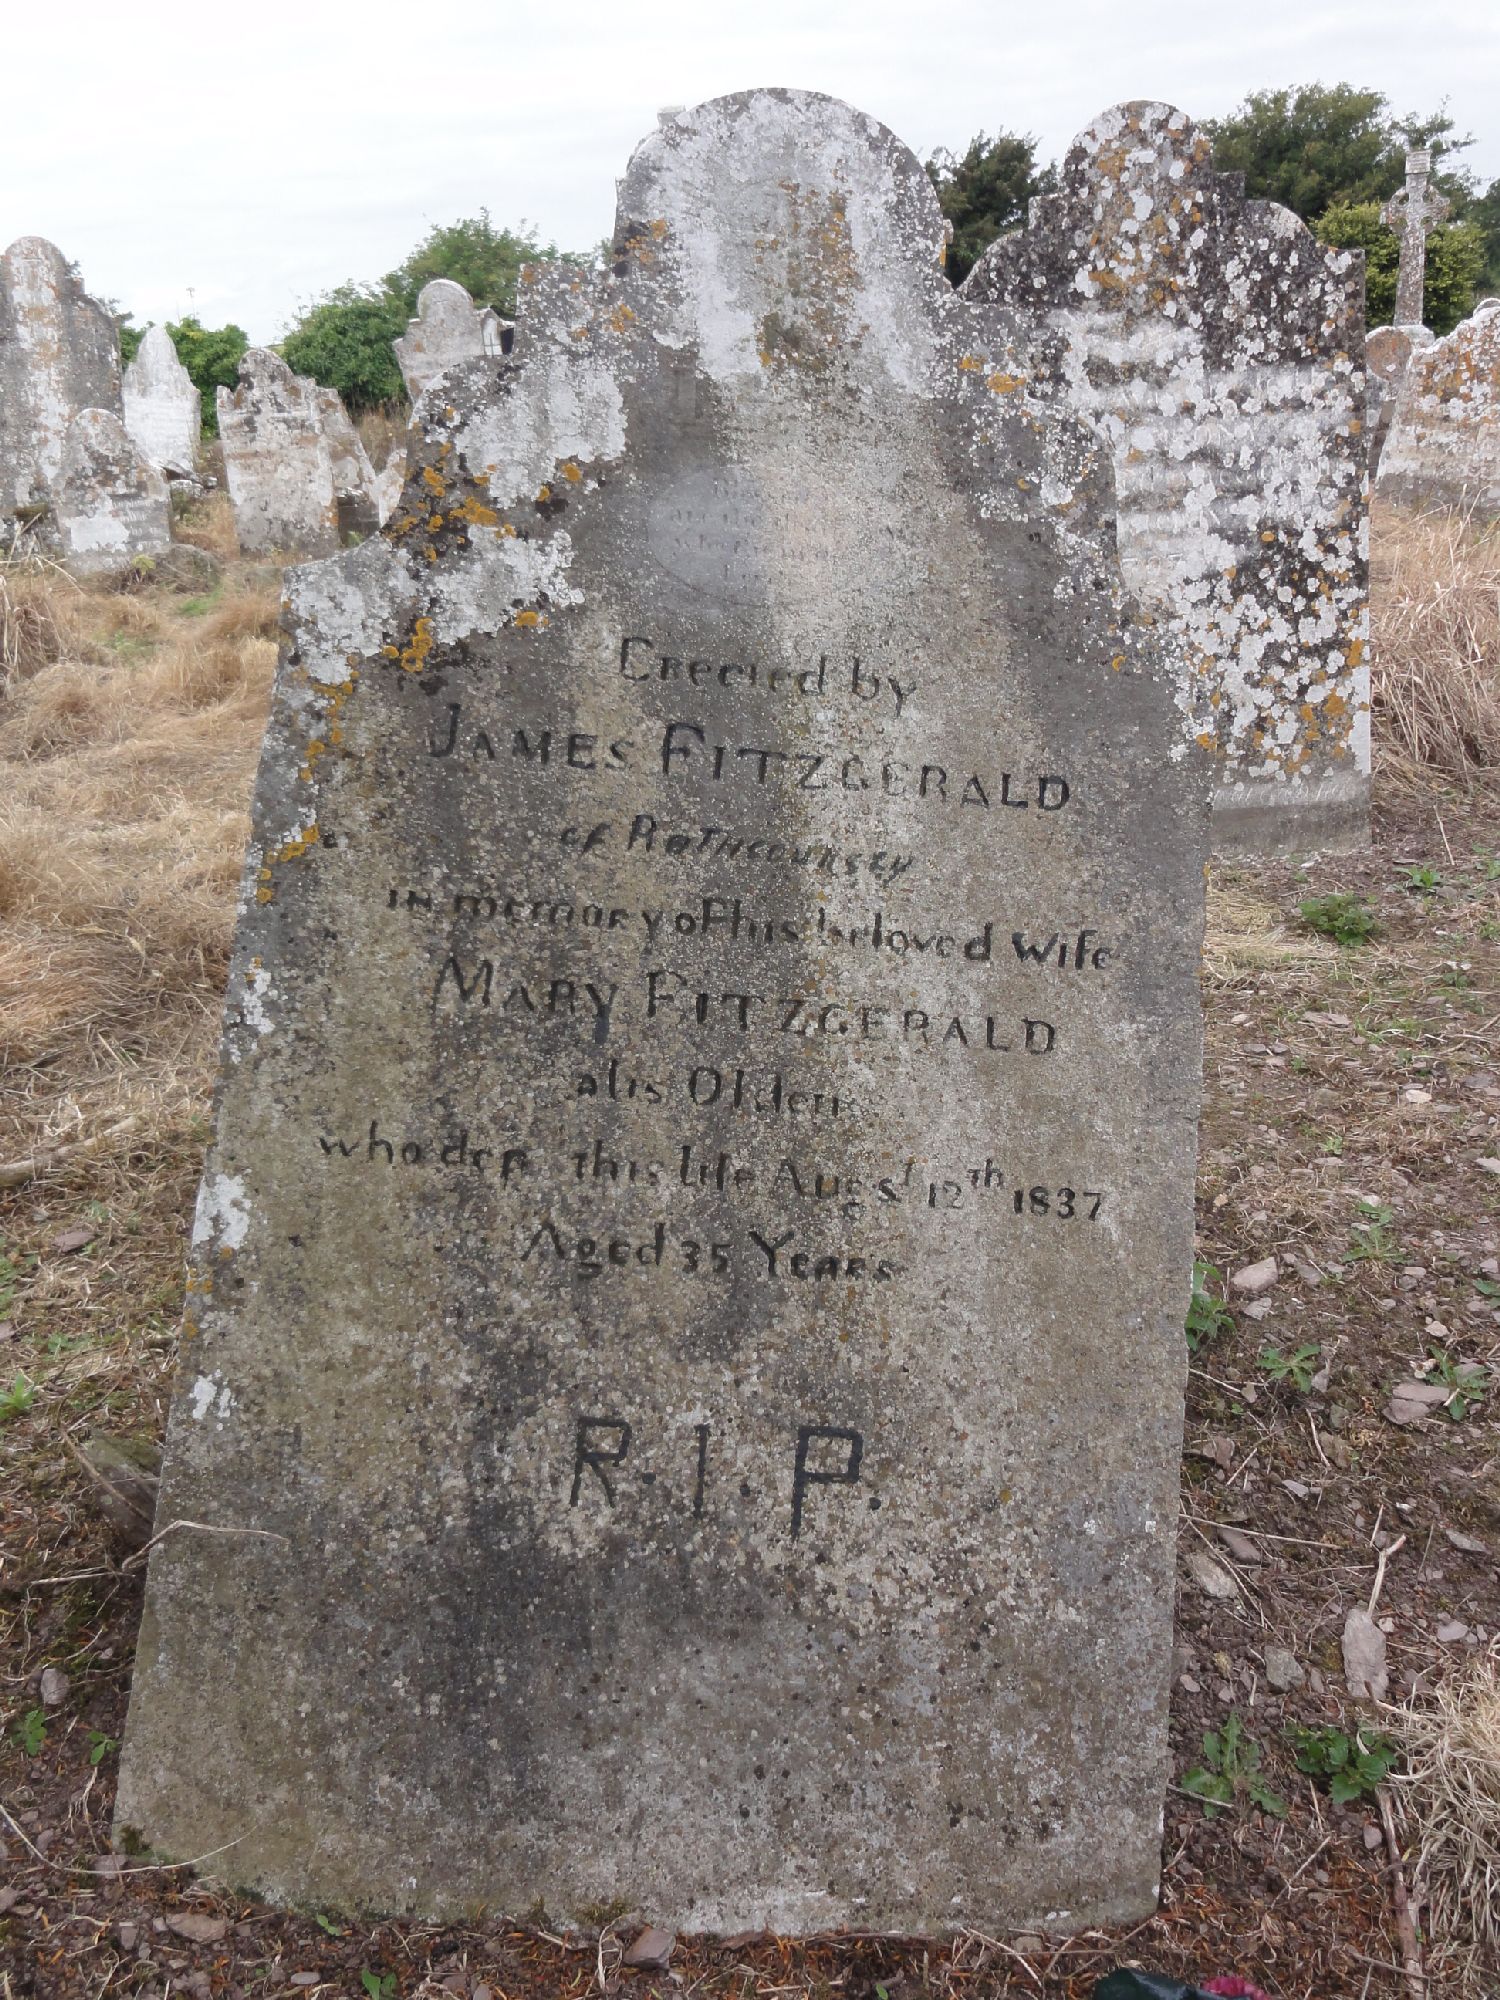 Erected by
JAMES FITZGERALD
of Rathcoursey
in memory of his beloved Wife
MARY FITZGERALD
alis Olden
who dep this life Augst 12th 1837
Aged 35 Years
R.I.P.